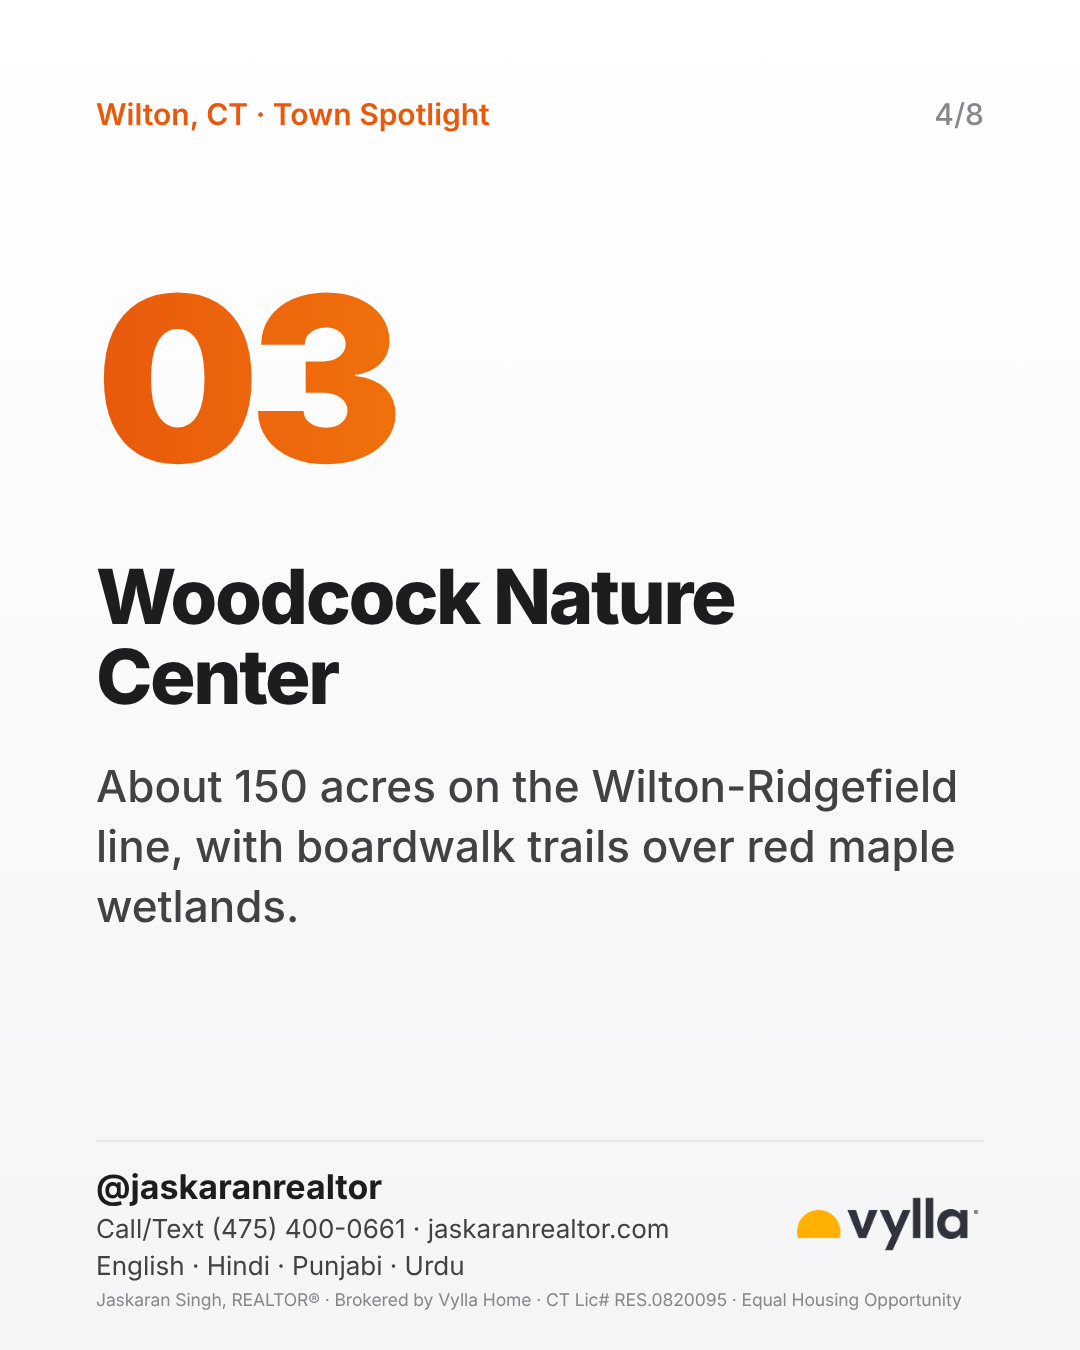 Wilton, CT · Town Spotlight
4/8
03
Woodcock Nature
Center
About 150 acres on the Wilton-Ridgefield
line, with boardwalk trails over red maple
wetlands.
@jaskaranrealtor
Call/Text (475) 400-0661 · jaskaranrealtor.com
English · Hindi · Punjabi · Urdu
Jaskaran Singh, REALTOR® · Brokered by Vylla Home · CT Lic# RES.0820095 · Equal Housing Opportunity
vylla